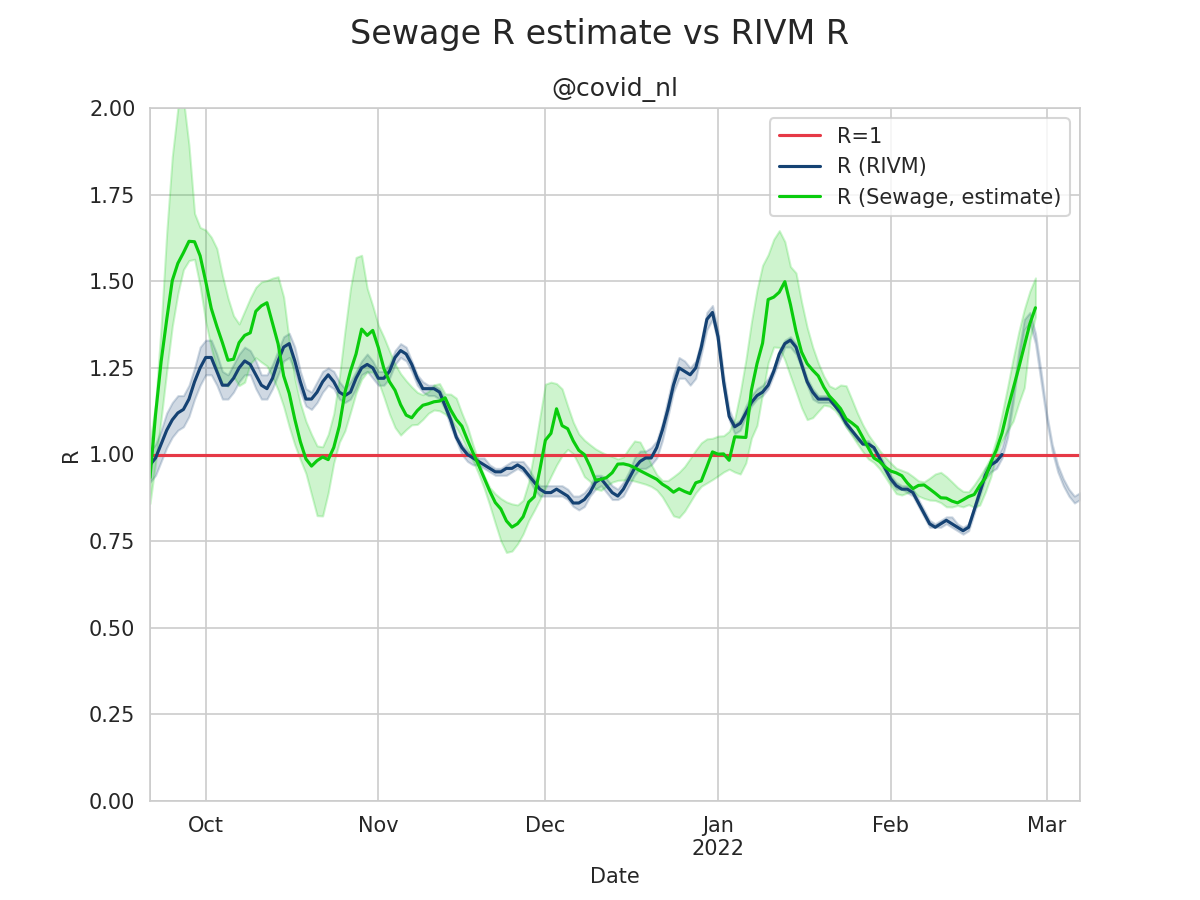 Sewage R estimate vs RIVM R
@covid_nl
R=1
R (RIVM)
R (Sewage, estimate)
2.00
1.75
1.50
1.25
1.00
0.75
0.50
0.25
0.00
R
Oct
Nov
Dec
Jan
2022
Feb
Mar
Date